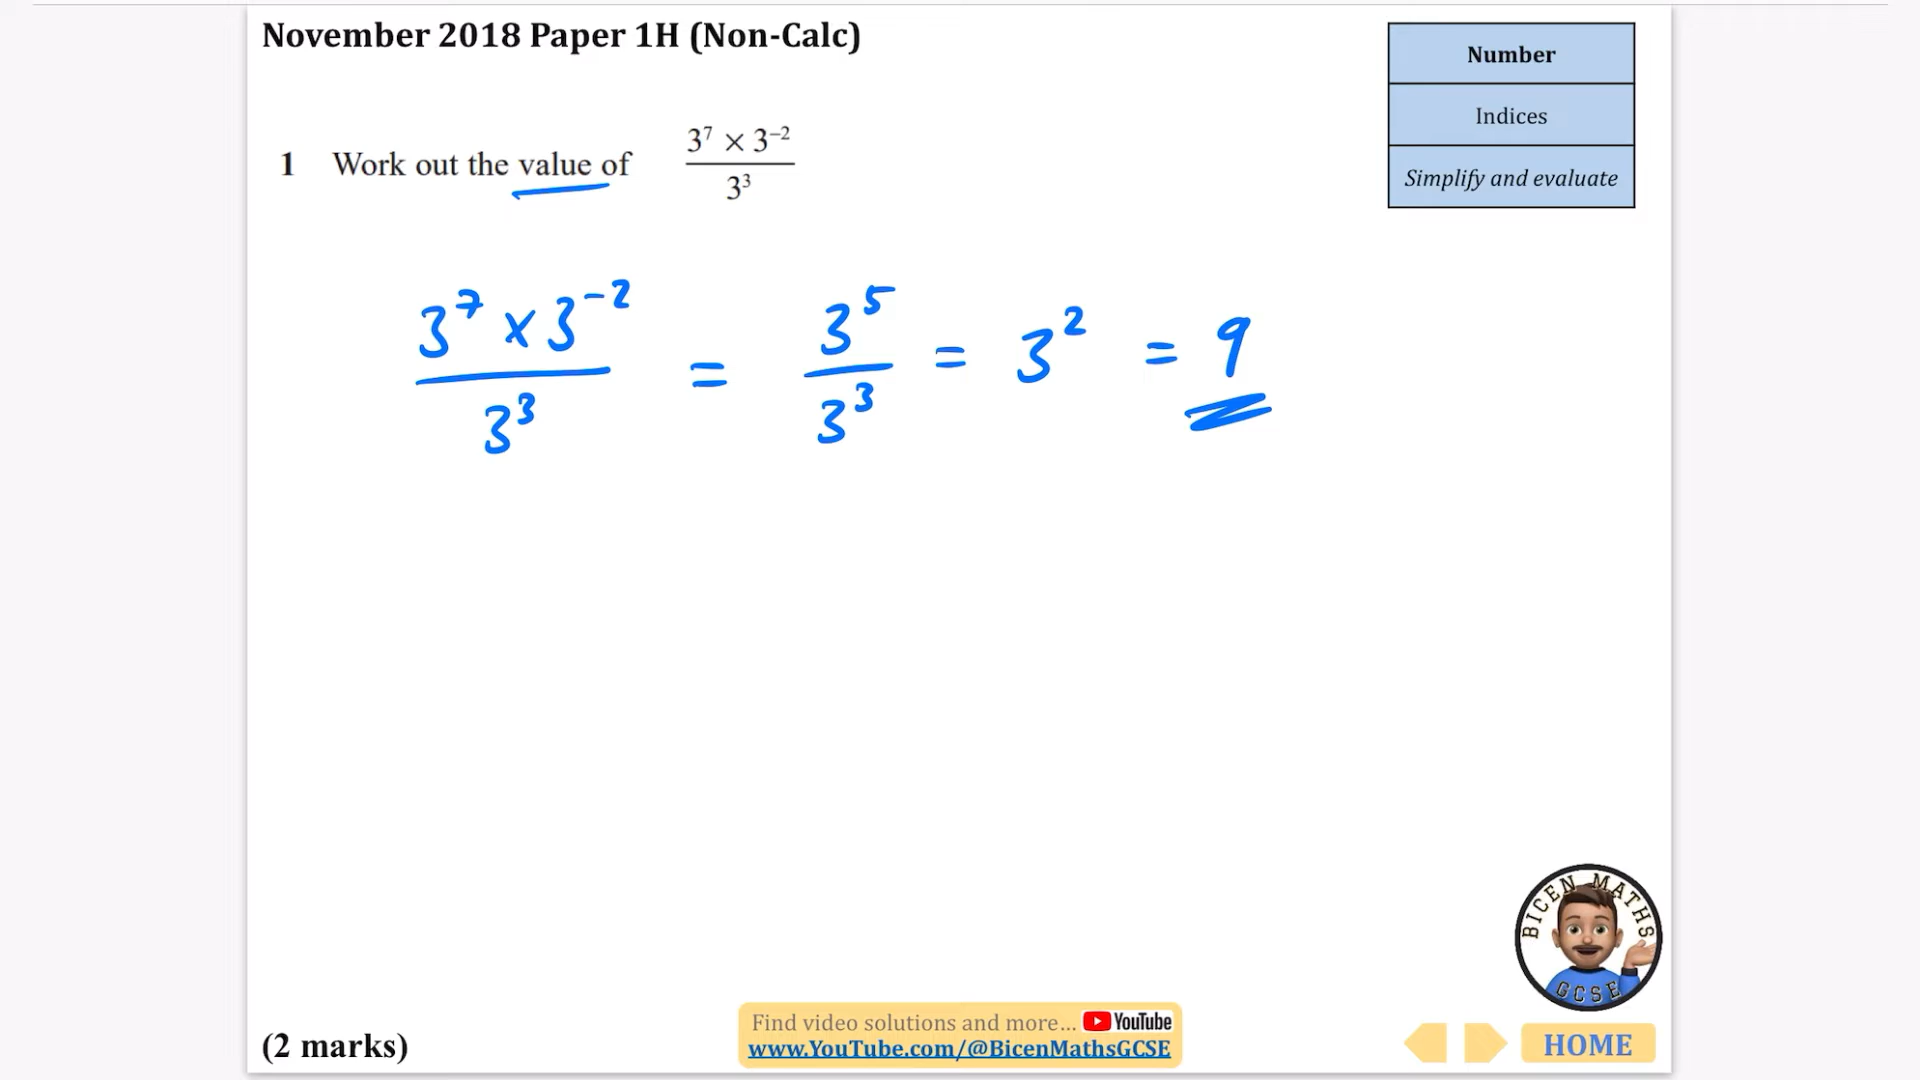 November 2018 Paper 1H (Non-Calc)
Number
Indices
Simplify and evaluate
1 Work out the value of (3⁷ × 3⁻²)/3³
(3⁷ × 3⁻²)/3³ = 3⁵/3³ = 3² = 9
BICEN MATHS
GCSE
(2 marks)
Find video solutions and more... YouTube
www.YouTube.com/@BicenMathsGCSE
HOME